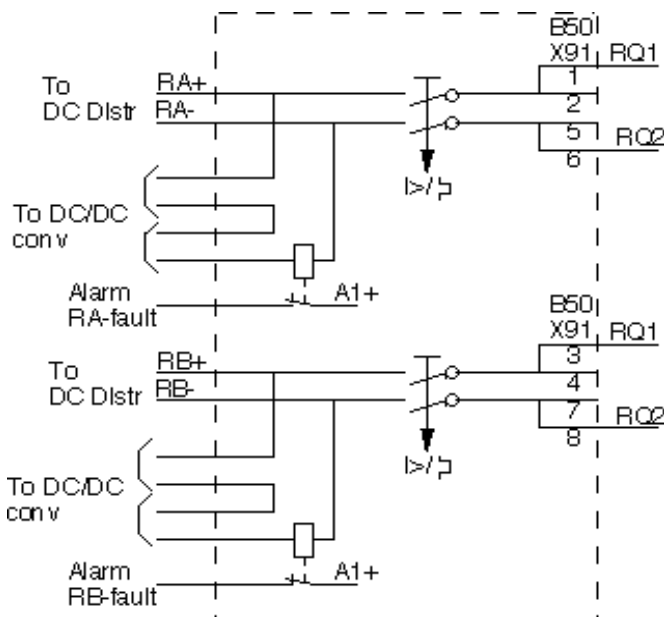 B50
X91 RQ1
1
To RA+
2
DC Distr RA-
5 RQ2
6
I>/
To DC/DC
conv
Alarm A1+
RA-fault
B50
X91 RQ1
3
To RB+
4
DC Distr RB-
7 RQ2
8
I>/
To DC/DC
conv
Alarm A1+
RB-fault